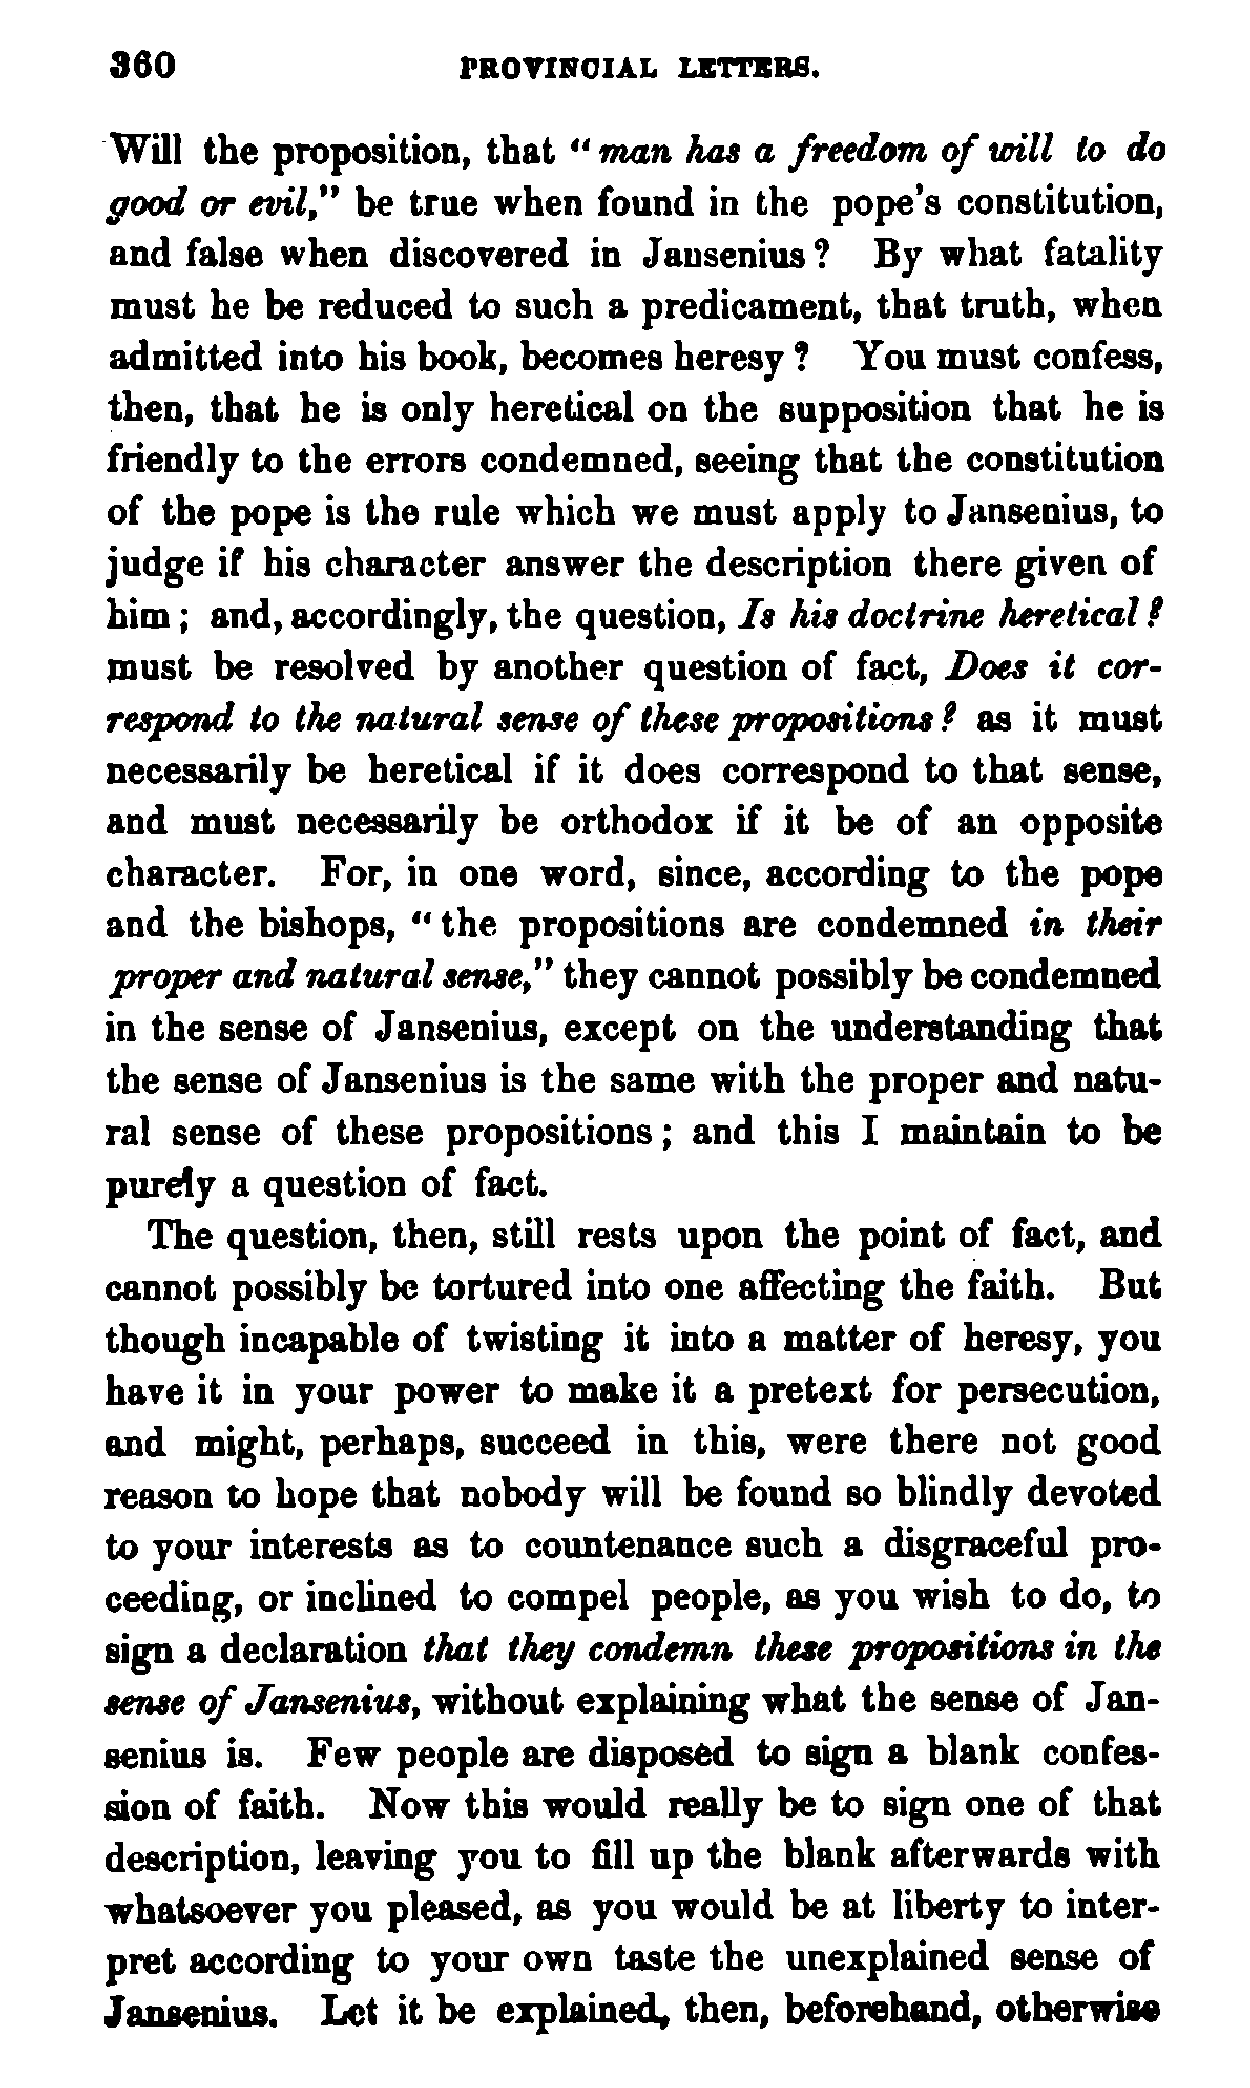 360 PROVINCIAL LETTERS.
Will the proposition, that "man has a freedom of will to do
good or evil," be true when found in the pope's constitution,
and false when discovered in Jansenius? By what fatality
must he be reduced to such a predicament, that truth, when
admitted into his book, becomes heresy? You must confess,
then, that he is only heretical on the supposition that he is
friendly to the errors condemned, seeing that the constitution
of the pope is the rule which we must apply to Jansenius, to
judge if his character answer the description there given of
him; and, accordingly, the question, Is his doctrine heretical?
must be resolved by another question of fact, Does it cor-
respond to the natural sense of these propositions? as it must
necessarily be heretical if it does correspond to that sense,
and must necessarily be orthodox if it be of an opposite
character. For, in one word, since, according to the pope
and the bishops, "the propositions are condemned in their
proper and natural sense," they cannot possibly be condemned
in the sense of Jansenius, except on the understanding that
the sense of Jansenius is the same with the proper and natu-
ral sense of these propositions; and this I maintain to be
purely a question of fact.
The question, then, still rests upon the point of fact, and
cannot possibly be tortured into one affecting the faith. But
though incapable of twisting it into a matter of heresy, you
have it in your power to make it a pretext for persecution,
and might, perhaps, succeed in this, were there not good
reason to hope that nobody will be found so blindly devoted
to your interests as to countenance such a disgraceful pro-
ceeding, or inclined to compel people, as you wish to do, to
sign a declaration that they condemn these propositions in the
sense of Jansenius, without explaining what the sense of Jan-
senius is. Few people are disposed to sign a blank confes-
sion of faith. Now this would really be to sign one of that
description, leaving you to fill up the blank afterwards with
whatsoever you pleased, as you would be at liberty to inter-
pret according to your own taste the unexplained sense of
Jansenius. Let it be explained, then, beforehand, otherwise